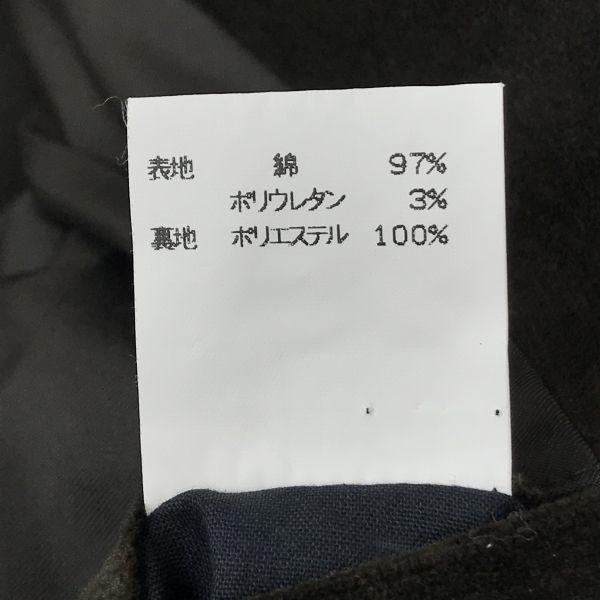 表地 綿 97%
ポリウレタン 3%
裏地 ポリエステル 100%